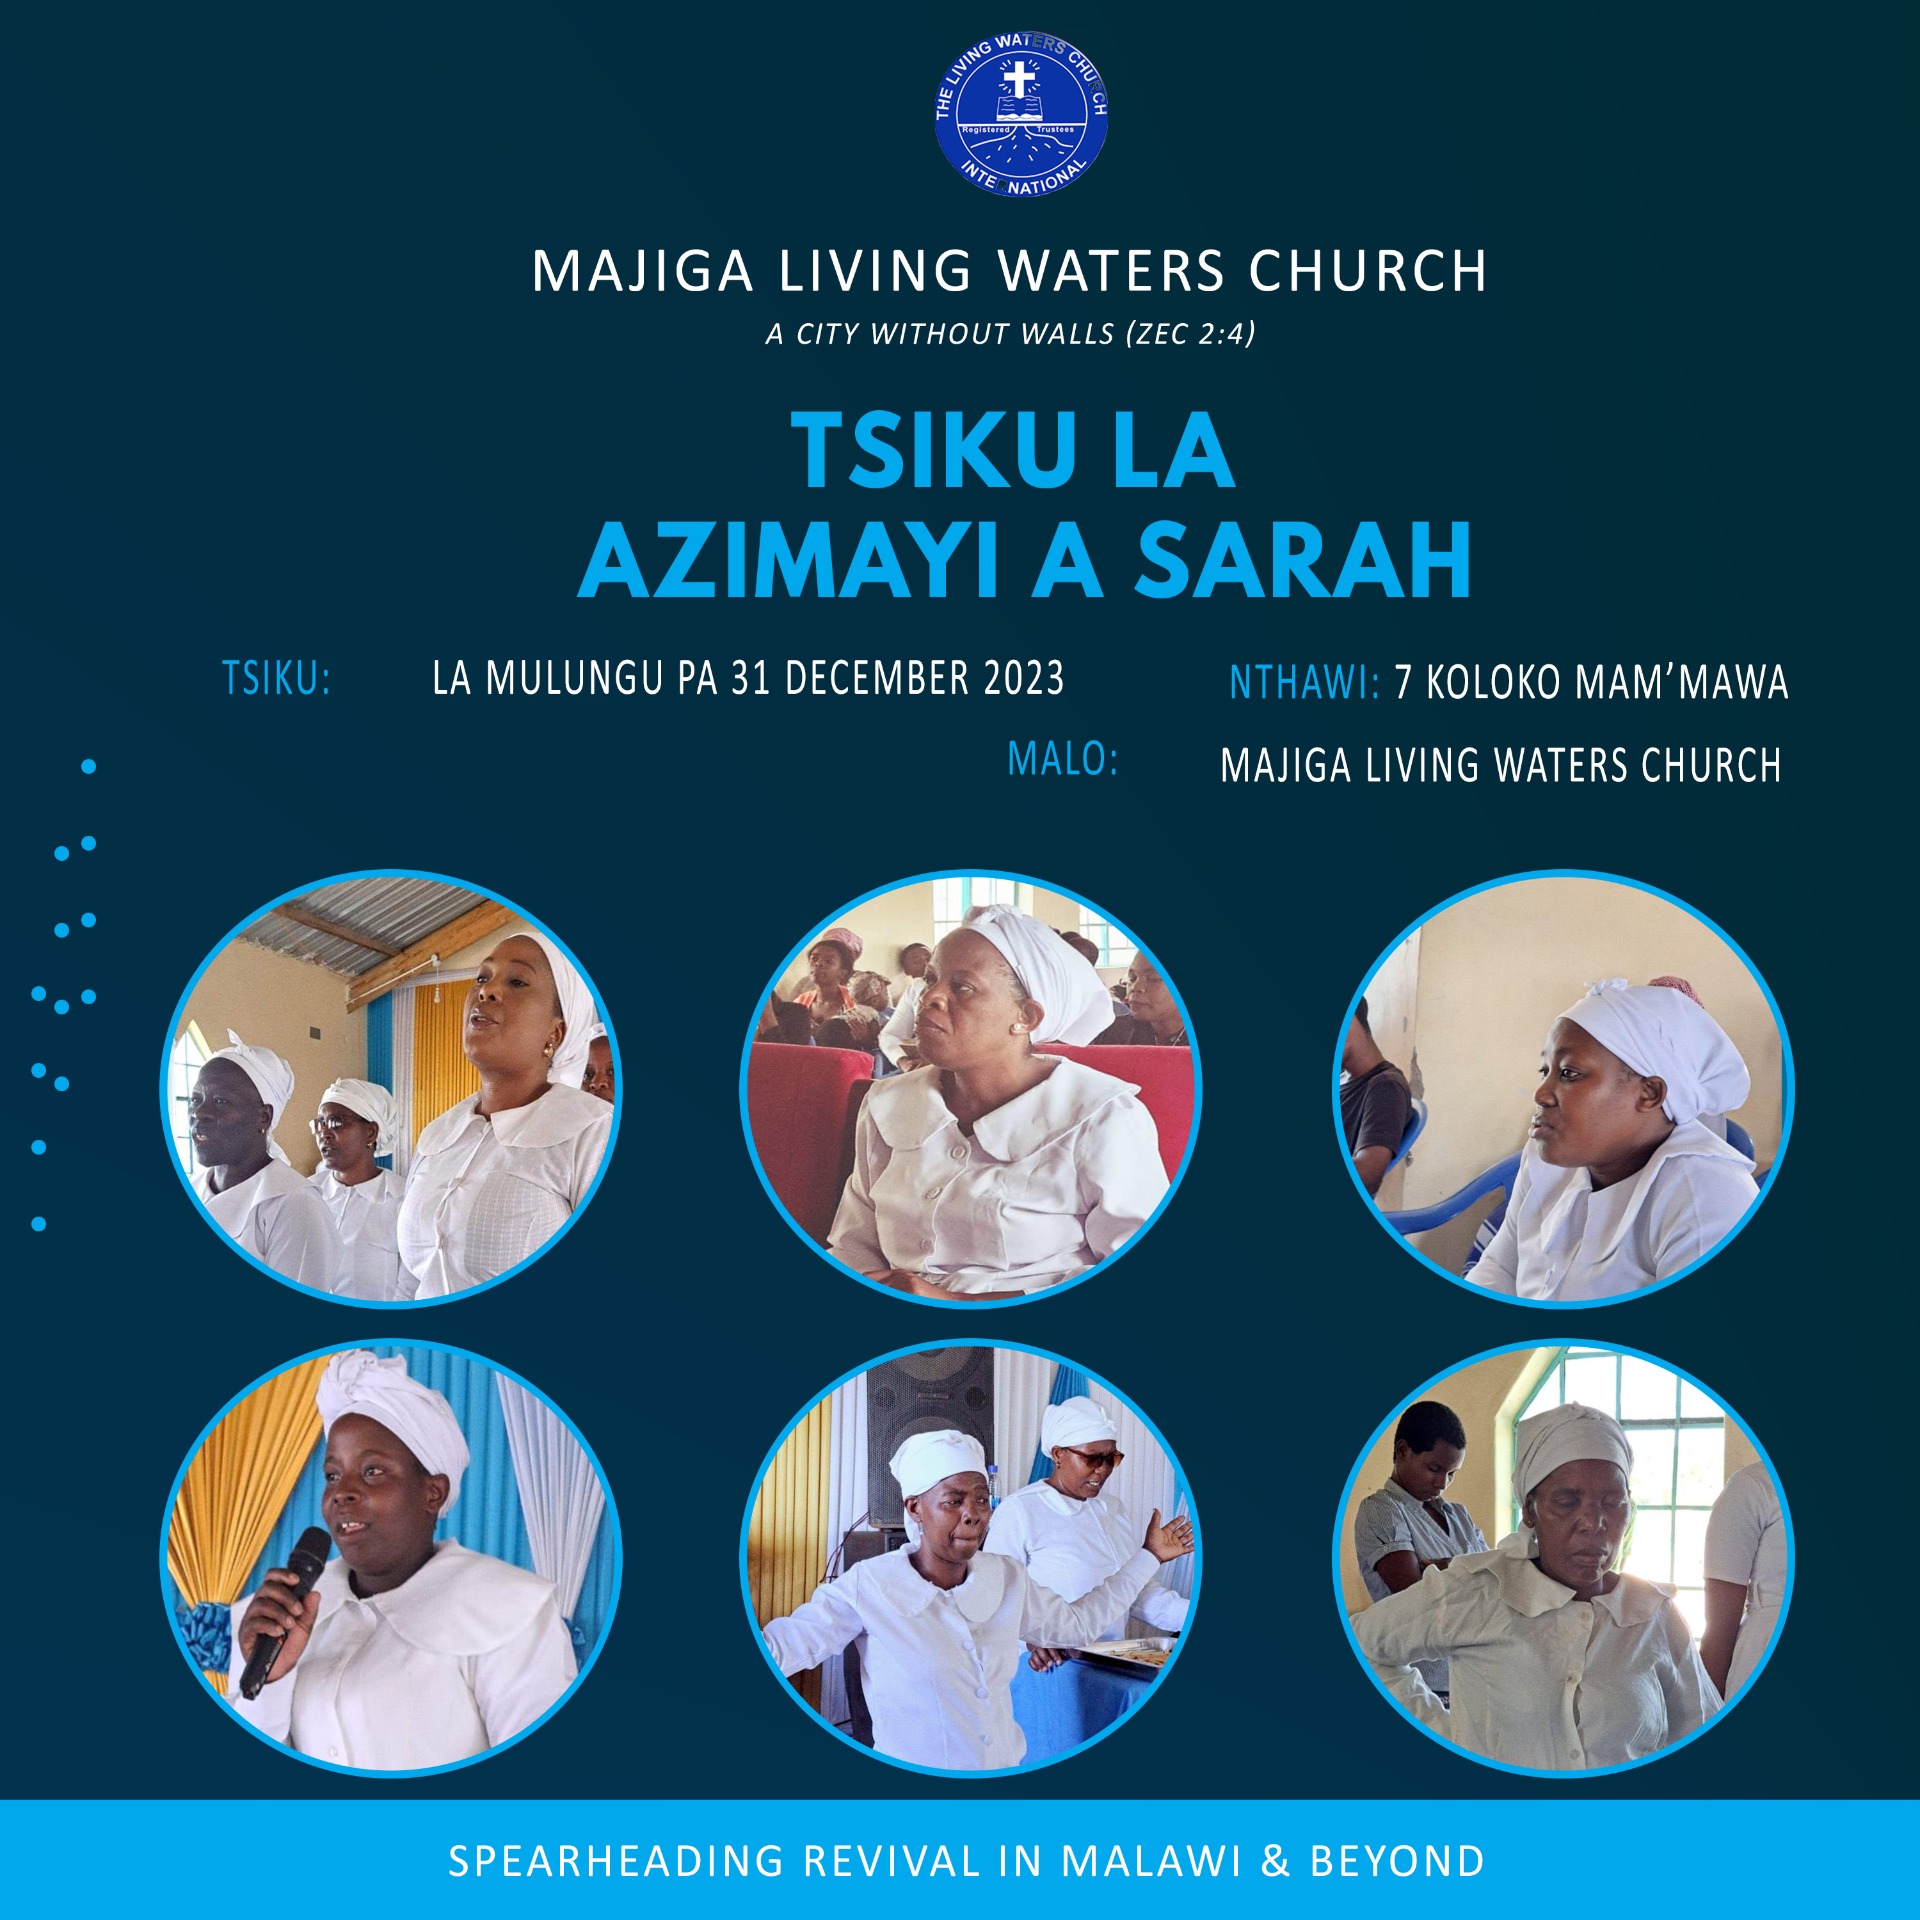 THE LIVING WATERS CHURCH
Registered Trustees
INTERNATIONAL
MAJIGA LIVING WATERS CHURCH
A CITY WITHOUT WALLS (ZEC 2:4)
TSIKU LA
AZIMAYI A SARAH
TSIKU: LA MULUNGU PA 31 DECEMBER 2023
NTHAWI: 7 KOLOKO MAM’MAWA
MALO: MAJIGA LIVING WATERS CHURCH
SPEARHEADING REVIVAL IN MALAWI & BEYOND